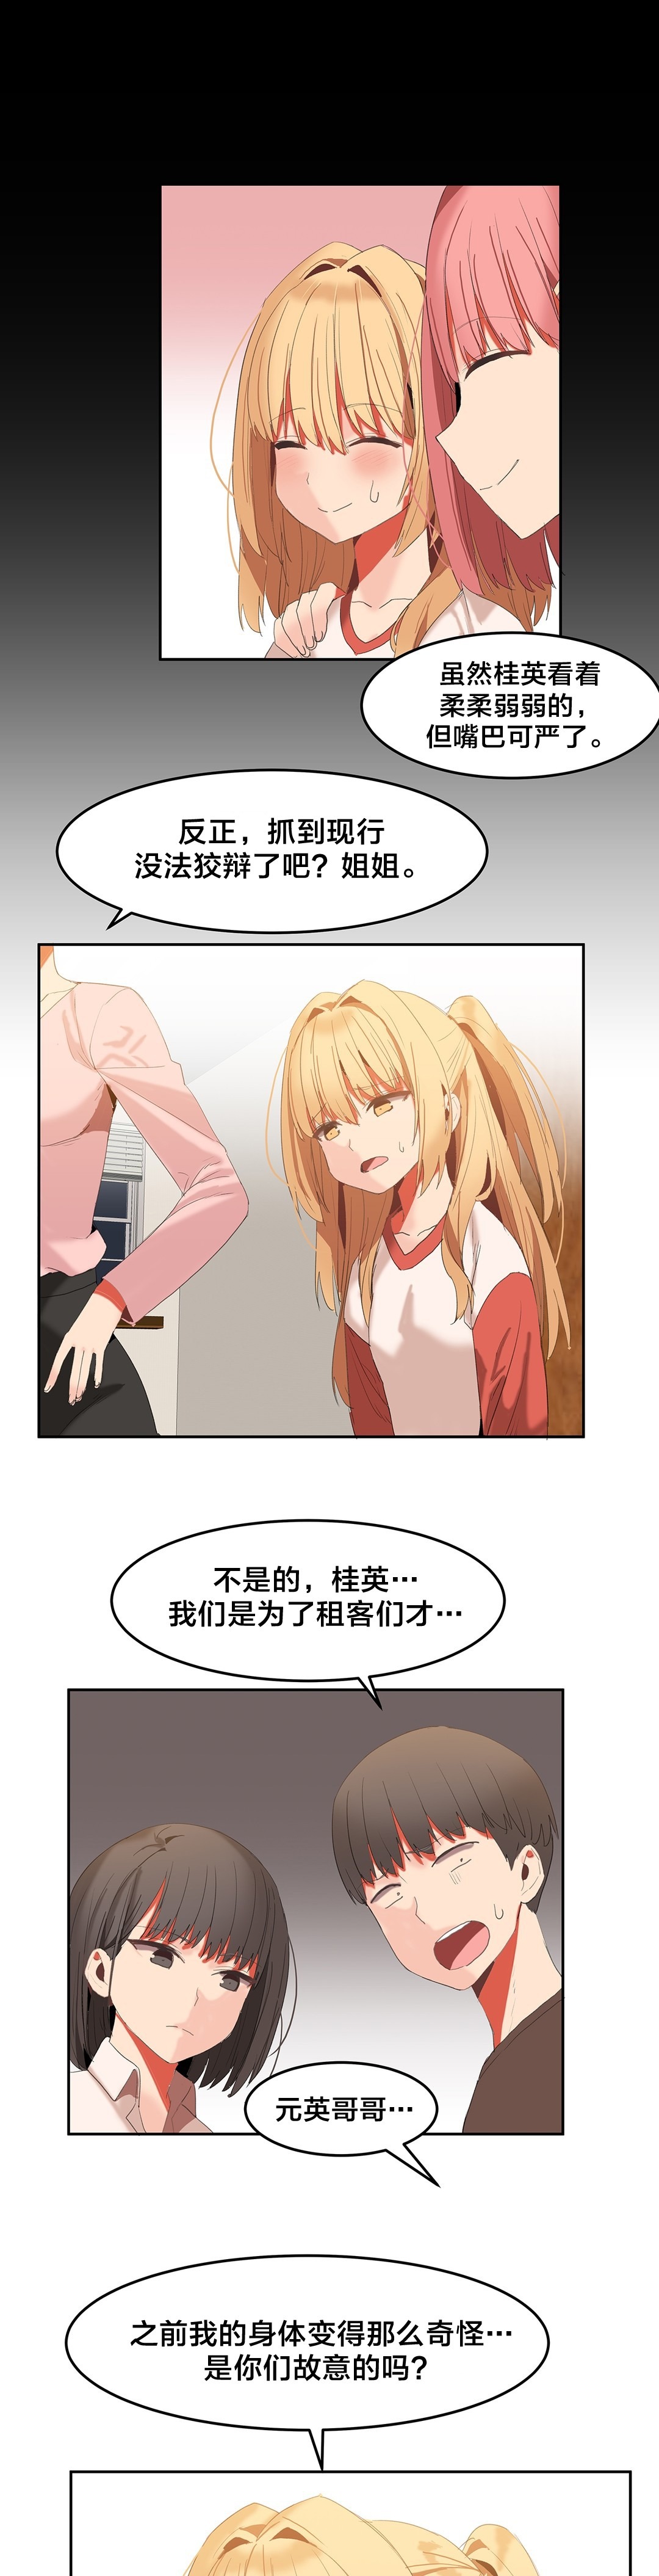 虽然桂英看着
柔柔弱弱的，
但嘴巴可严了。
反正，抓到现行
没法狡辩了吧？姐姐。
不是的，桂英…
我们是为了租客们才…
元英哥哥…
之前我的身体变得那么奇怪…
是你们故意的吗？